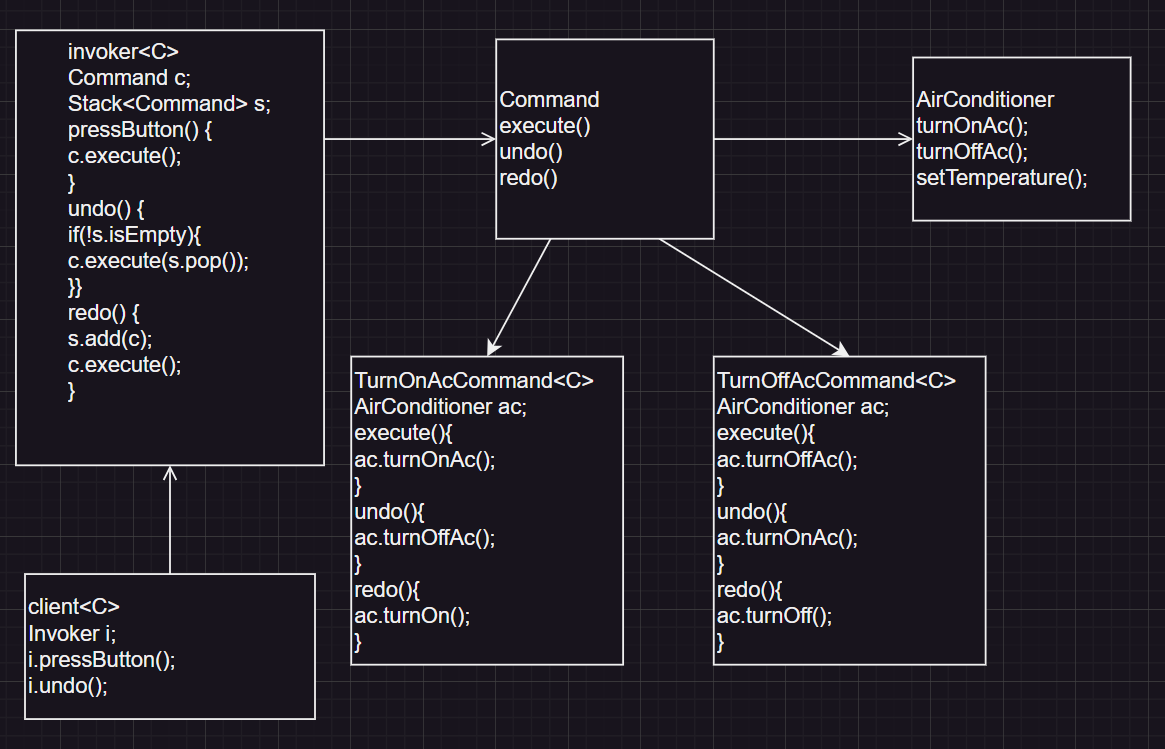 invoker<C>
Command c;
Stack<Command> s;
pressButton() {
c.execute();
}
undo() {
if(!s.isEmpty){
c.execute(s.pop());
}}
redo() {
s.add(c);
c.execute();
}
Command
execute()
undo()
redo()
AirConditioner
turnOnAc();
turnOffAc();
setTemperature();
TurnOnAcCommand<C>
AirConditioner ac;
execute(){
ac.turnOnAc();
}
undo(){
ac.turnOffAc();
}
redo(){
ac.turnOn();
}
TurnOffAcCommand<C>
AirConditioner ac;
execute(){
ac.turnOffAc();
}
undo(){
ac.turnOnAc();
}
redo(){
ac.turnOff();
}
client<C>
Invoker i;
i.pressButton();
i.undo();